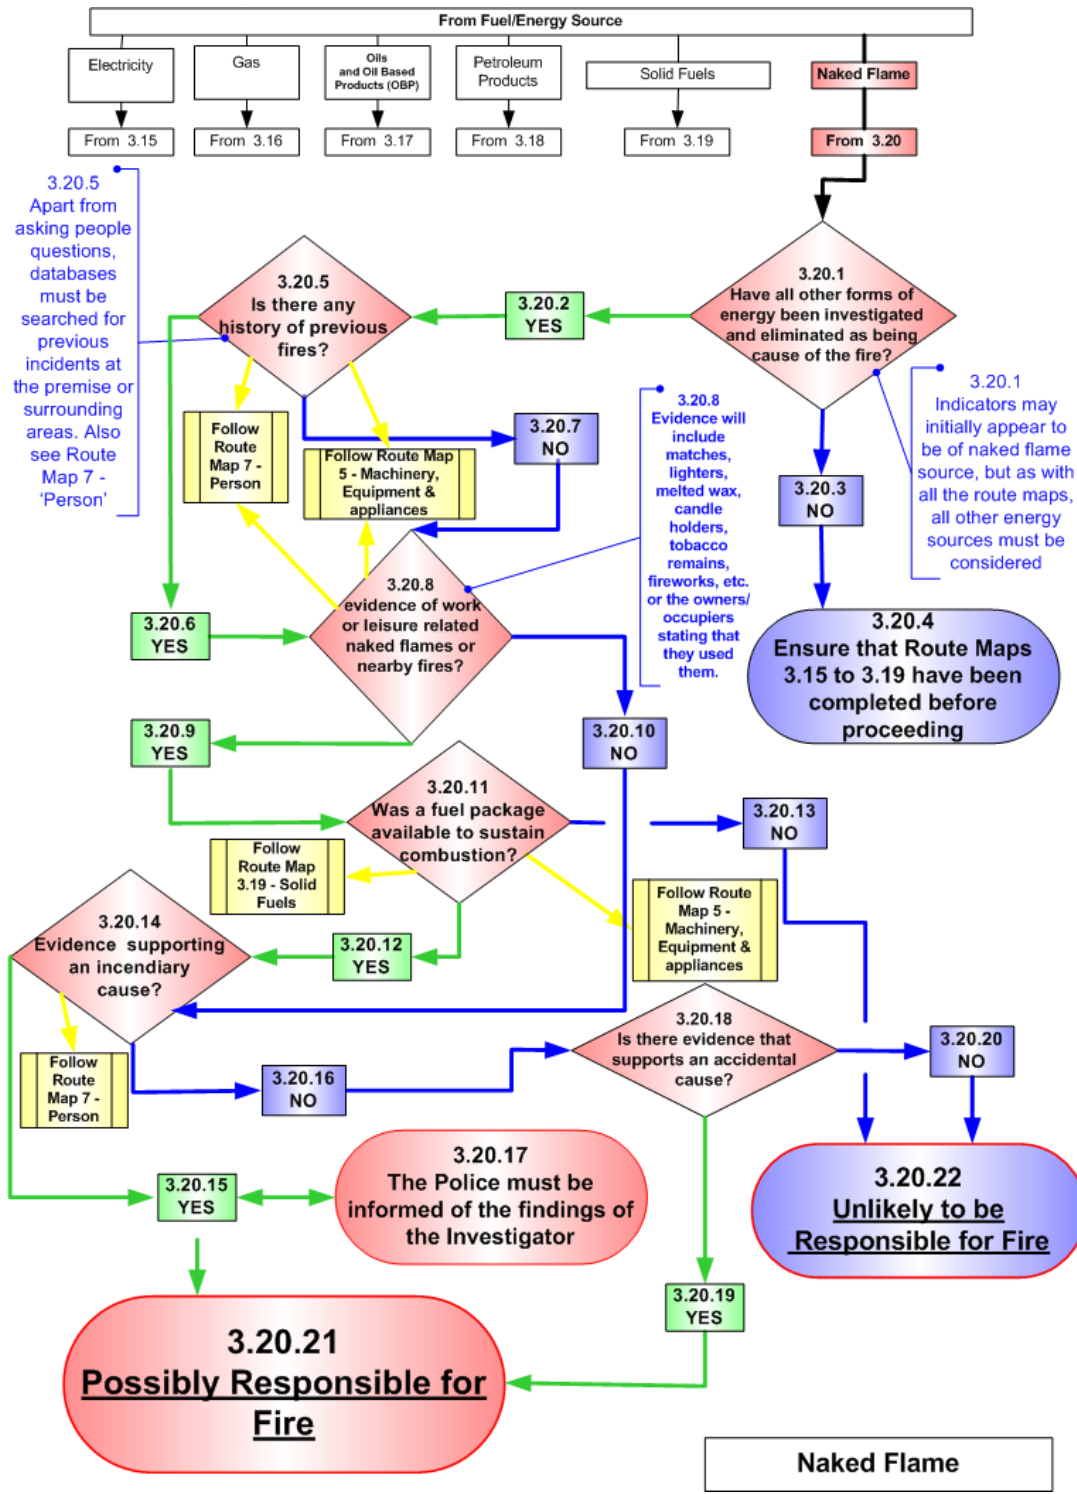 From Fuel/Energy Source
Electricity
Gas
Oils
and Oil Based
Products (OBP)
Petroleum
Products
Solid Fuels
Naked Flame
From 3.15
From 3.16
From 3.17
From 3.18
From 3.19
From 3.20
3.20.5
Apart from
asking people
questions,
databases
must be
searched for
previous
incidents at
the premise or
surrounding
areas. Also
see Route
Map 7 -
‘Person’
3.20.5
Is there any
history of previous
fires?
3.20.2
YES
3.20.1
Have all other forms of
energy been investigated
and eliminated as being
cause of the fire?
3.20.1
Indicators may
initially appear to
be of naked flame
source, but as with
all the route maps,
all other energy
sources must be
considered
Follow
Route
Map 7 -
Person
Follow Route Map
5 - Machinery,
Equipment &
appliances
3.20.7
NO
3.20.8
Evidence will
include
matches,
lighters,
melted wax,
candle
holders,
tobacco
remains,
fireworks, etc.
or the owners/
occupiers
stating that
they used
them.
3.20.3
NO
3.20.4
Ensure that Route Maps
3.15 to 3.19 have been
completed before
proceeding
3.20.6
YES
3.20.8
evidence of work
or leisure related
naked flames or
nearby fires?
3.20.9
YES
3.20.10
NO
3.20.11
Was a fuel package
available to sustain
combustion?
3.20.13
NO
Follow
Route Map
3.19 - Solid
Fuels
Follow Route
Map 5 -
Machinery,
Equipment &
appliances
3.20.14
Evidence supporting
an incendiary
cause?
3.20.12
YES
3.20.18
Is there evidence that
supports an accidental
cause?
3.20.20
NO
Follow
Route
Map 7 -
Person
3.20.16
NO
3.20.15
YES
3.20.17
The Police must be
informed of the findings of
the Investigator
3.20.22
Unlikely to be
Responsible for Fire
3.20.19
YES
3.20.21
Possibly Responsible for
Fire
Naked Flame